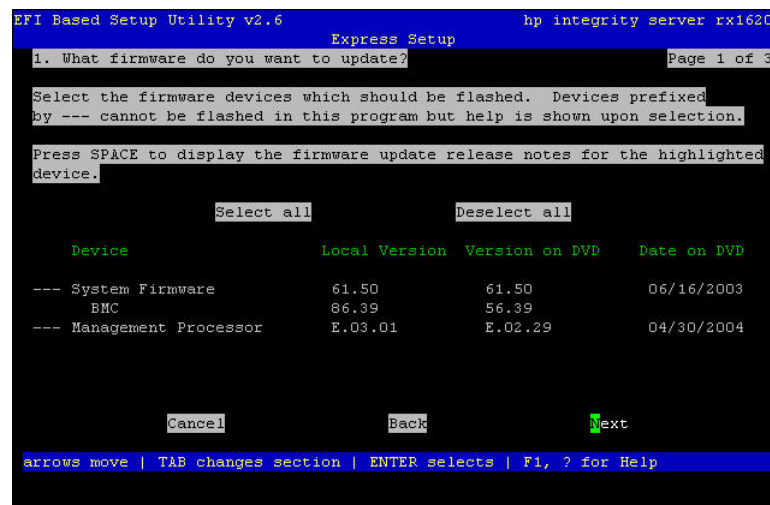 EFI Based Setup Utility v2.6 hp integrity server rx1620
Express Setup
1. What firmware do you want to update? Page 1 of 3
Select the firmware devices which should be flashed. Devices prefixed
by --- cannot be flashed in this program but help is shown upon selection.
Press SPACE to display the firmware update release notes for the highlighted
device.
Select all Deselect all
Device Local Version Version on DVD Date on DVD
--- System Firmware 61.50 61.50 06/16/2003
BMC 86.39 56.39
--- Management Processor E.03.01 E.02.29 04/30/2004
Cancel Back Next
arrows move | TAB changes section | ENTER selects | F1, ? for Help